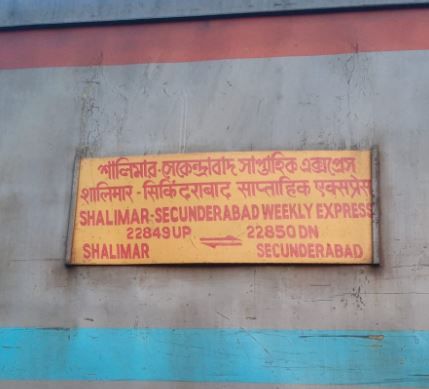 শালিমার-সেকেন্দ্রাবাদ সাপ্তাহিক এক্সপ্রেস
शालिमार - सिकिंदराबाद साप्ताहिक एक्सप्रेस
SHALIMAR-SECUNDERABAD WEEKLY EXPRESS
22849 UP 22850 DN
SHALIMAR SECUNDERABAD